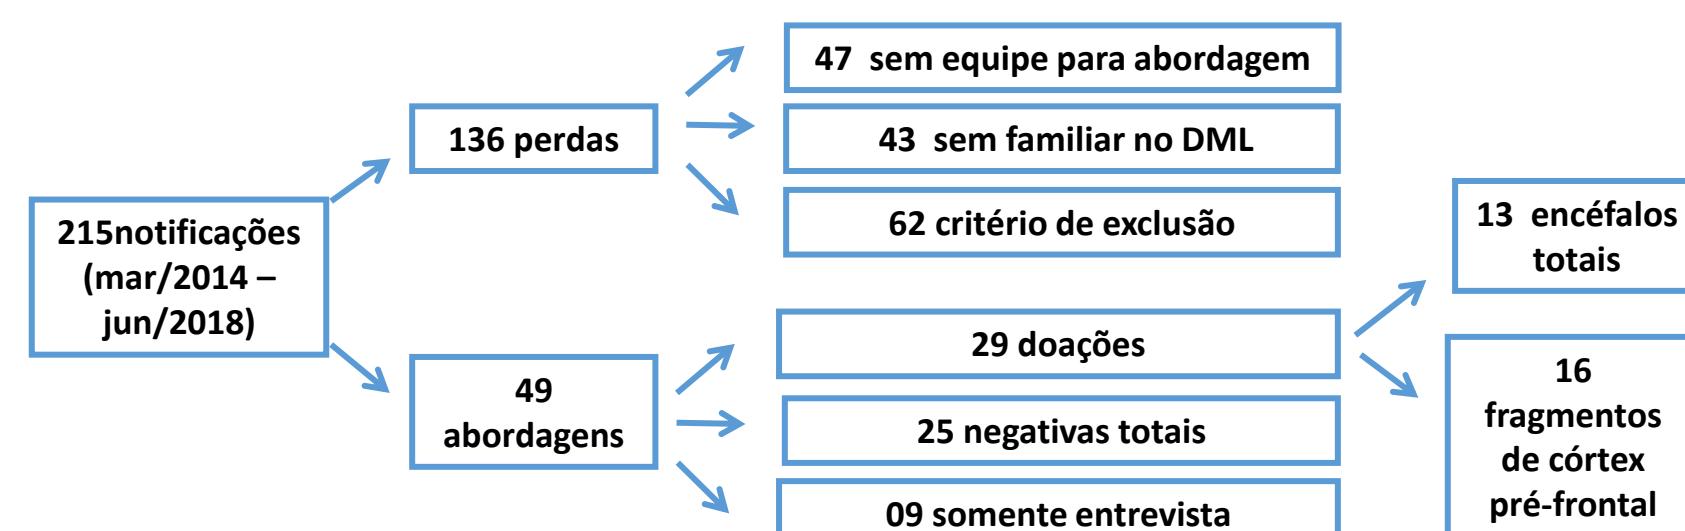 215notificações
(mar/2014 –
jun/2018)
136 perdas
47 sem equipe para abordagem
43 sem familiar no DML
62 critério de exclusão
49
abordagens
29 doações
25 negativas totais
09 somente entrevista
13 encéfalos
totais
16
fragmentos
de córtex
pré-frontal